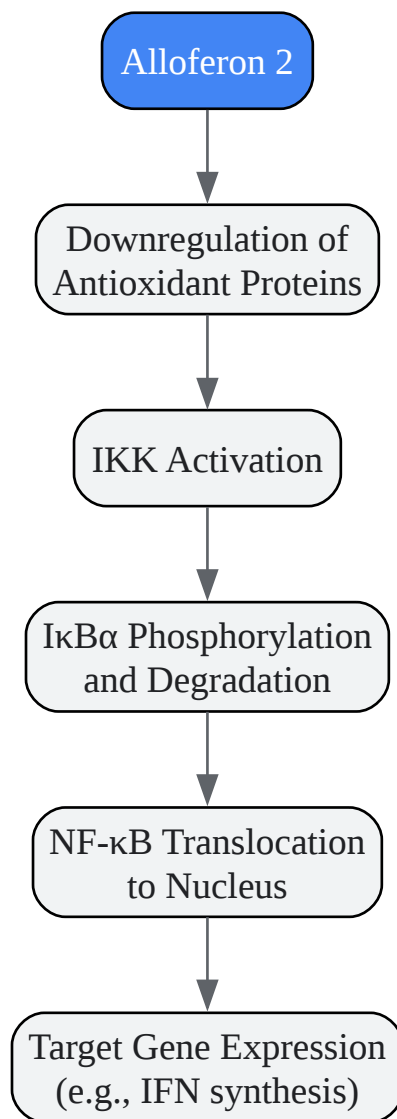 Alloferon 2
Downregulation of
Antioxidant Proteins
IKK Activation
IκBα Phosphorylation
and Degradation
NF-κB Translocation
to Nucleus
Target Gene Expression
(e.g., IFN synthesis)